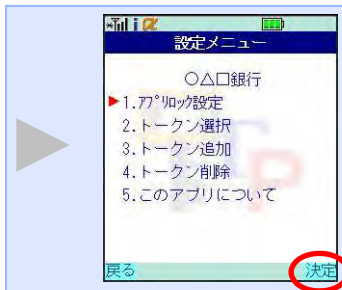 設定メニュー
○△□銀行
1.ｱﾌﾟﾘﾛｯｸ設定
2.トークン選択
3.トークン追加
4.トークン削除
5.このアプリについて
戻る 決定